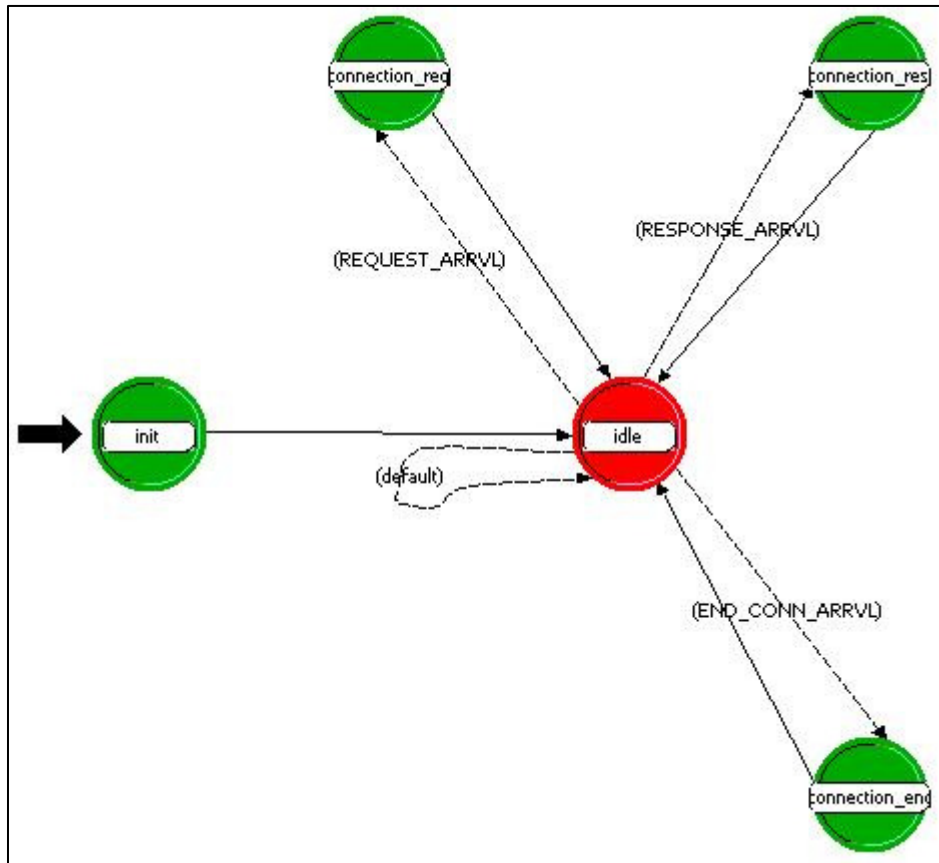 connection_req
connection_res
(RESPONSE_ARRVL)
(REQUEST_ARRVL)
init
idle
(default)
(END_CONN_ARRVL)
connection_end